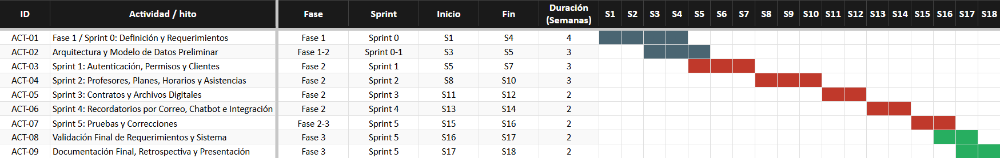 ID Actividad / hito Fase Sprint Inicio Fin Duración (Semanas) S1 S2 S3 S4 S5 S6 S7 S8 S9 S10 S11 S12 S13 S14 S15 S16 S17 S18
ACT-01 Fase 1 / Sprint 0: Definición y Requerimientos Fase 1 Sprint 0 S1 S4 4
ACT-02 Arquitectura y Modelo de Datos Preliminar Fase 1-2 Sprint 0-1 S3 S5 3
ACT-03 Sprint 1: Autenticación, Permisos y Clientes Fase 2 Sprint 1 S5 S7 3
ACT-04 Sprint 2: Profesores, Planes, Horarios y Asistencias Fase 2 Sprint 2 S8 S10 3
ACT-05 Sprint 3: Contratos y Archivos Digitales Fase 2 Sprint 3 S11 S12 2
ACT-06 Sprint 4: Recordatorios por Correo, Chatbot e Integración Fase 2 Sprint 4 S13 S14 2
ACT-07 Sprint 5: Pruebas y Correcciones Fase 2-3 Sprint 5 S15 S16 2
ACT-08 Validación Final de Requerimientos y Sistema Fase 3 Sprint 5 S16 S17 2
ACT-09 Documentación Final, Retrospectiva y Presentación Fase 3 Sprint 5 S17 S18 2